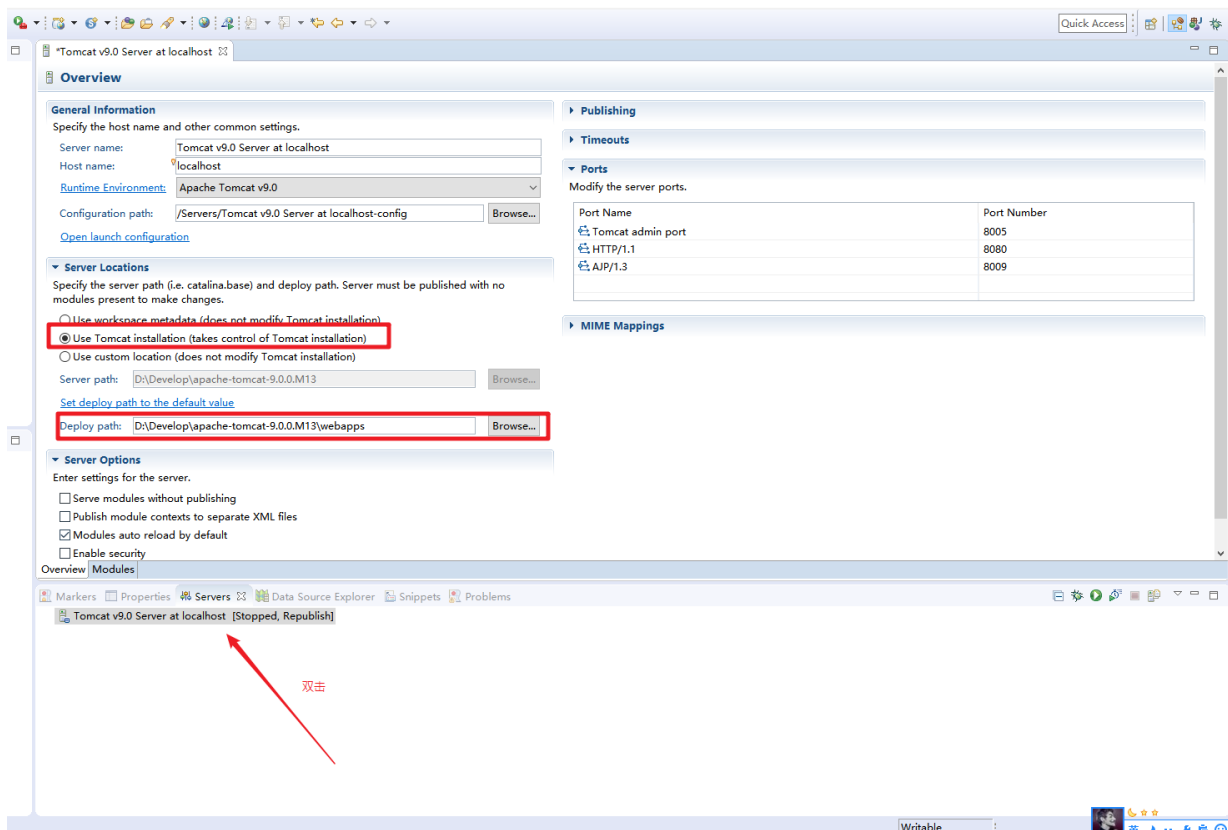 Quick Access
*Tomcat v9.0 Server at localhost
Overview
General Information
Specify the host name and other common settings.
Server name: Tomcat v9.0 Server at localhost
Host name: localhost
Runtime Environment: Apache Tomcat v9.0
Configuration path: /Servers/Tomcat v9.0 Server at localhost-config Browse...
Open launch configuration
Server Locations
Specify the server path (i.e. catalina.base) and deploy path. Server must be published with no
modules present to make changes.
Use workspace metadata (does not modify Tomcat installation)
Use Tomcat installation (takes control of Tomcat installation)
Use custom location (does not modify Tomcat installation)
Server path: D:\Develop\apache-tomcat-9.0.0.M13 Browse...
Set deploy path to the default value
Deploy path: D:\Develop\apache-tomcat-9.0.0.M13\webapps Browse...
Server Options
Enter settings for the server.
Serve modules without publishing
Publish module contexts to separate XML files
Modules auto reload by default
Enable security
Publishing
Timeouts
Ports
Modify the server ports.
Port Name Port Number
Tomcat admin port 8005
HTTP/1.1 8080
AJP/1.3 8009
MIME Mappings
Overview Modules
Markers Properties Servers Data Source Explorer Snippets Problems
Tomcat v9.0 Server at localhost [Stopped, Republish]
双击
Writable
英